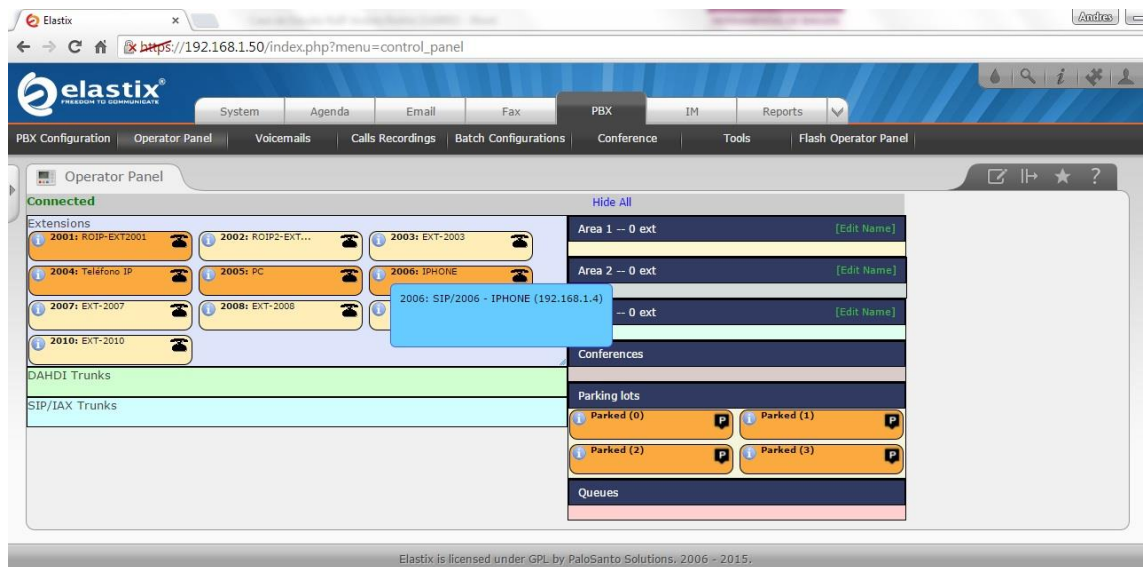 Elastix
Andres
https://192.168.1.50/index.php?menu=control_panel
elastix®
FREEDOM TO COMMUNICATE
System Agenda Email Fax PBX IM Reports
PBX Configuration Operator Panel Voicemails Calls Recordings Batch Configurations Conference Tools Flash Operator Panel
Operator Panel
Connected
Hide All
Extensions
2001: ROIP-EXT2001
2002: ROIP2-EXT...
2003: EXT-2003
2004: Teléfono IP
2005: PC
2006: IPHONE
2007: EXT-2007
2008: EXT-2008
2006: SIP/2006 - IPHONE (192.168.1.4)
2010: EXT-2010
DAHDI Trunks
SIP/IAX Trunks
Area 1 -- 0 ext [Edit Name]
Area 2 -- 0 ext [Edit Name]
-- 0 ext [Edit Name]
Conferences
Parking lots
Parked (0)
P
Parked (1)
P
Parked (2)
P
Parked (3)
P
Queues
Elastix is licensed under GPL by PaloSanto Solutions. 2006 - 2015.